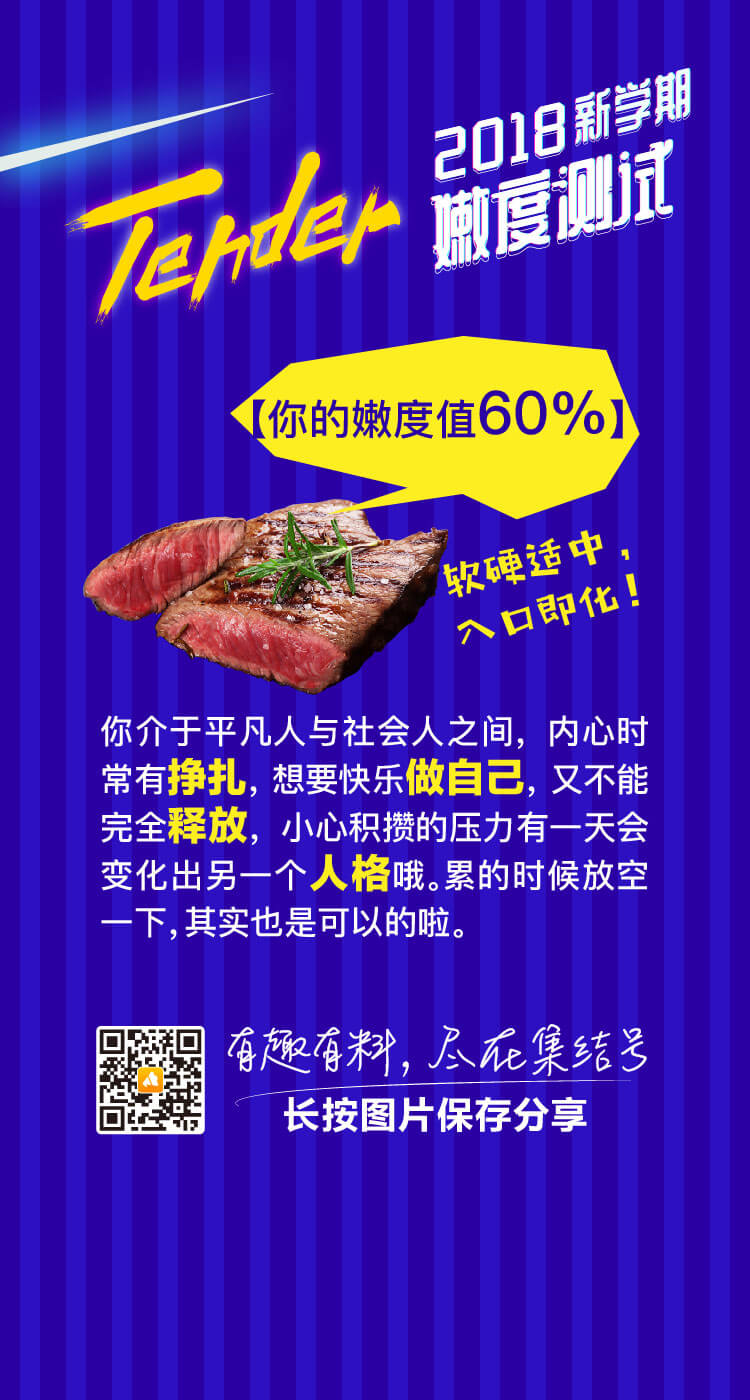 Tender
2018新学期
嫩度测试
【你的嫩度值60%】
软硬适中，
入口即化！
你介于平凡人与社会人之间，内心时
常有挣扎，想要快乐做自己，又不能
完全释放，小心积攒的压力有一天会
变化出另一个人格哦。累的时候放空
一下，其实也是可以的啦。
有趣有料，尽在集结号
长按图片保存分享